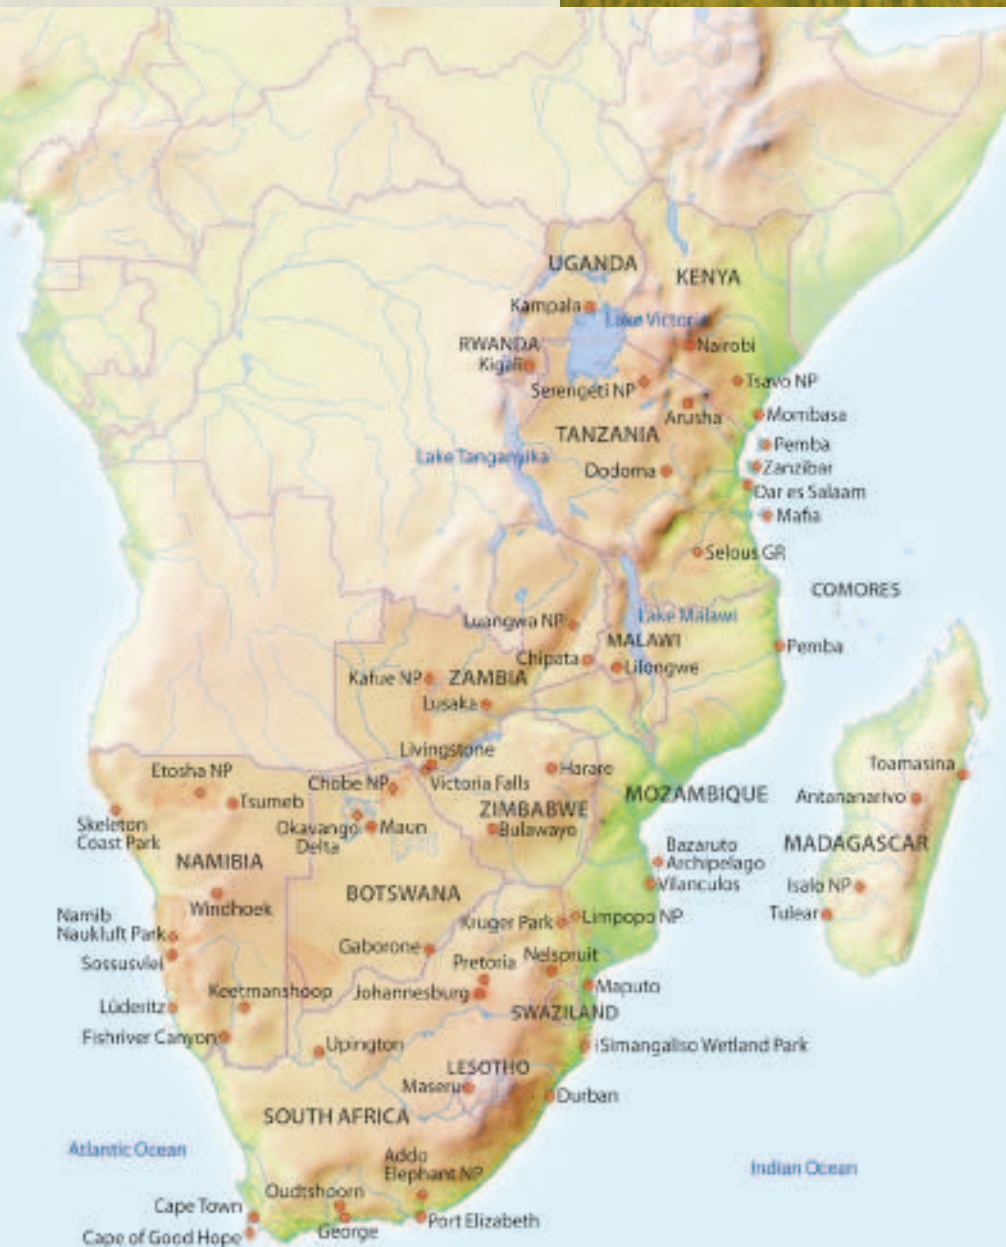 UGANDA
KENYA
Kampala
Lake Victoria
RWANDA
Kigali
Nairobi
Serengeti NP
Tsavo NP
Arusha
Mombasa
TANZANIA
Pemba
Lake Tanganjika
Dodoma
Zanzibar
Dar es Salaam
Mafia
Selous GR
COMORES
Luangwa NP
Lake Malawi
MALAWI
Pemba
Chipata
Lilongwe
Kafue NP
ZAMBIA
Lusaka
Livingstone
Toamasina
Etosha NP
Chobe NP
Victoria Falls
Harare
MOZAMBIQUE
Antananarivo
Tsumeb
ZIMBABWE
Skeleton
Coast Park
Okavango
Delta
Maun
Bulawayo
MADAGASCAR
Bazaruto
Archipelago
NAMIBIA
Vilanculos
Isalo NP
BOTSWANA
Windhoek
Namib
Naukluft Park
Kruger Park
Limpopo NP
Tulear
Gaborone
Nelspruit
Pretoria
Sossusvlei
Keetmanshoop
Johannesburg
Maputo
Lüderitz
SWAZILAND
Fishriver Canyon
Upington
iSimangaliso Wetland Park
LESOTHO
Maseru
Durban
SOUTH AFRICA
Atlantic Ocean
Addo
Elephant NP
Indian Ocean
Oudtshoorn
Cape Town
Port Elizabeth
George
Cape of Good Hope